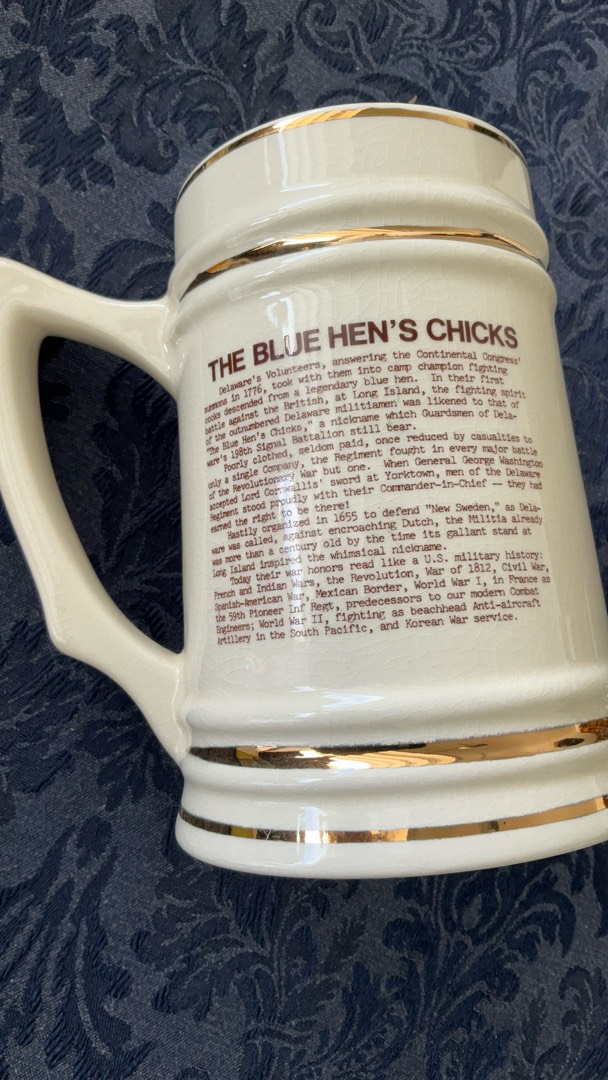 THE BLUE HEN'S CHICKS
Delaware's Volunteers, answering the Continental Congress'
summons in 1776, took with them into camp champion fighting
cocks descended from a legendary blue hen. In their first
battle against the British, at Long Island, the fighting spirit
of the outnumbered Delaware militiamen was likened to that of
"The Blue Hen's Chicks," a nickname which Guardsmen of Dela-
ware's 198th Signal Battalion still bear.
Poorly clothed, seldom paid, once reduced by casualties to
only a single Company, the Regiment fought in every major battle
of the Revolutionary War but one. When General George Washington
accepted Lord Cornwallis' sword at Yorktown, men of the Delaware
Regiment stood proudly with their Commander-in-Chief -- they had
earned the right to be there!
Hastily organized in 1655 to defend "New Sweden," as Dela-
ware was called, against encroaching Dutch, the Militia already
was more than a century old by the time its gallant stand at
Long Island inspired the whimsical nickname.
Today their war honors read like a U.S. military history:
French and Indian Wars, the Revolution, War of 1812, Civil War,
Spanish-American War, Mexican Border, World War I, in France as
the 59th Pioneer Inf Regt, predecessors to our modern Combat
Engineers; World War II, fighting as beachhead Anti-aircraft
Artillery in the South Pacific, and Korean War service.